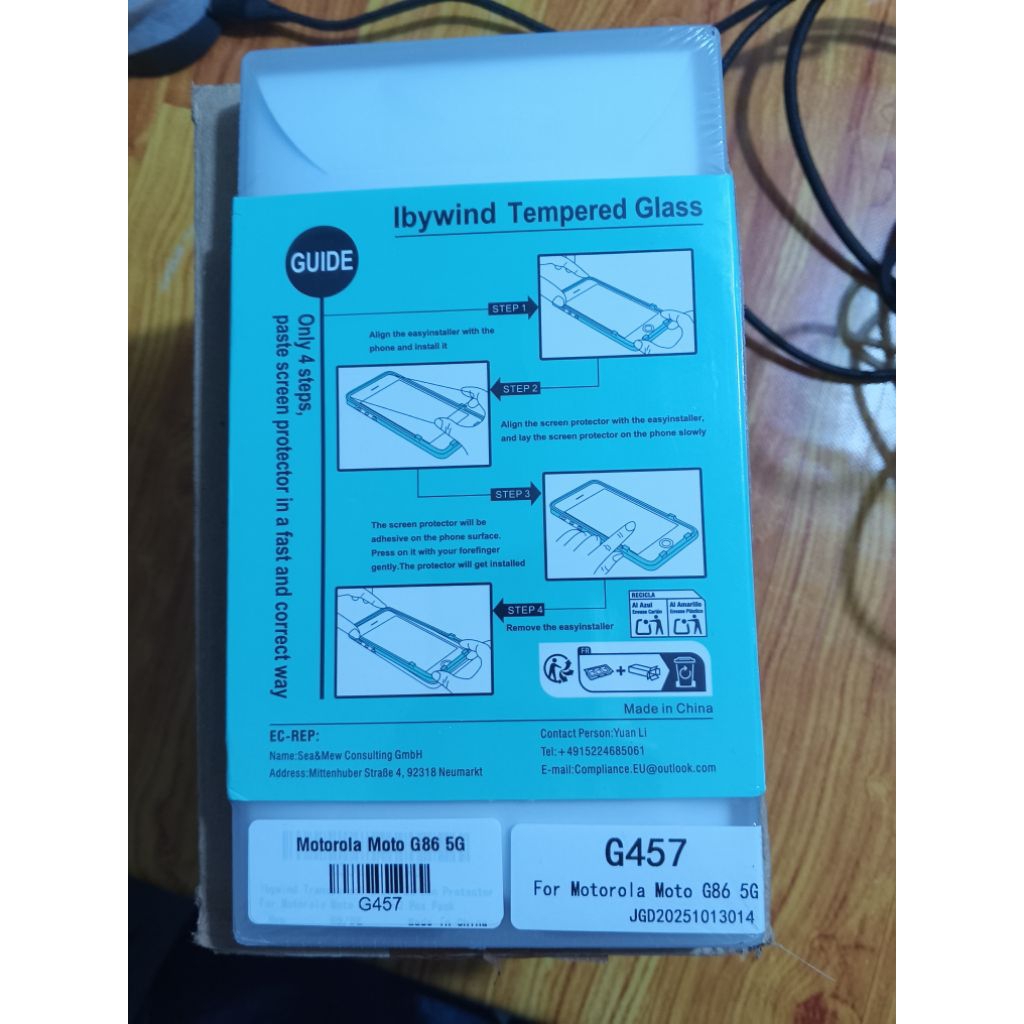 Ibywind Tempered Glass
GUIDE
Only 4 steps,
paste screen protector in a fast and correct way
STEP 1
Align the easyinstaller with the
phone and install it
STEP 2
Align the screen protector with the easyinstaller,
and lay the screen protector on the phone slowly
STEP 3
The screen protector will be
adhesive on the phone surface.
Press on it with your forefinger
gently.The protector will get installed
STEP 4
Remove the easyinstaller
RECICLA
Al Azul
Envase Cartón
Al Amarillo
Envase Plástico
FR
Made in China
EC-REP:
Name:Sea&Mew Consulting GmbH
Address:Mittenhuber Straße 4, 92318 Neumarkt
Contact Person:Yuan Li
Tel:+4915224685061
E-mail:Compliance.EU@outlook.com
Motorola Moto G86 5G
G457
G457
For Motorola Moto G86 5G
JGD20251013014